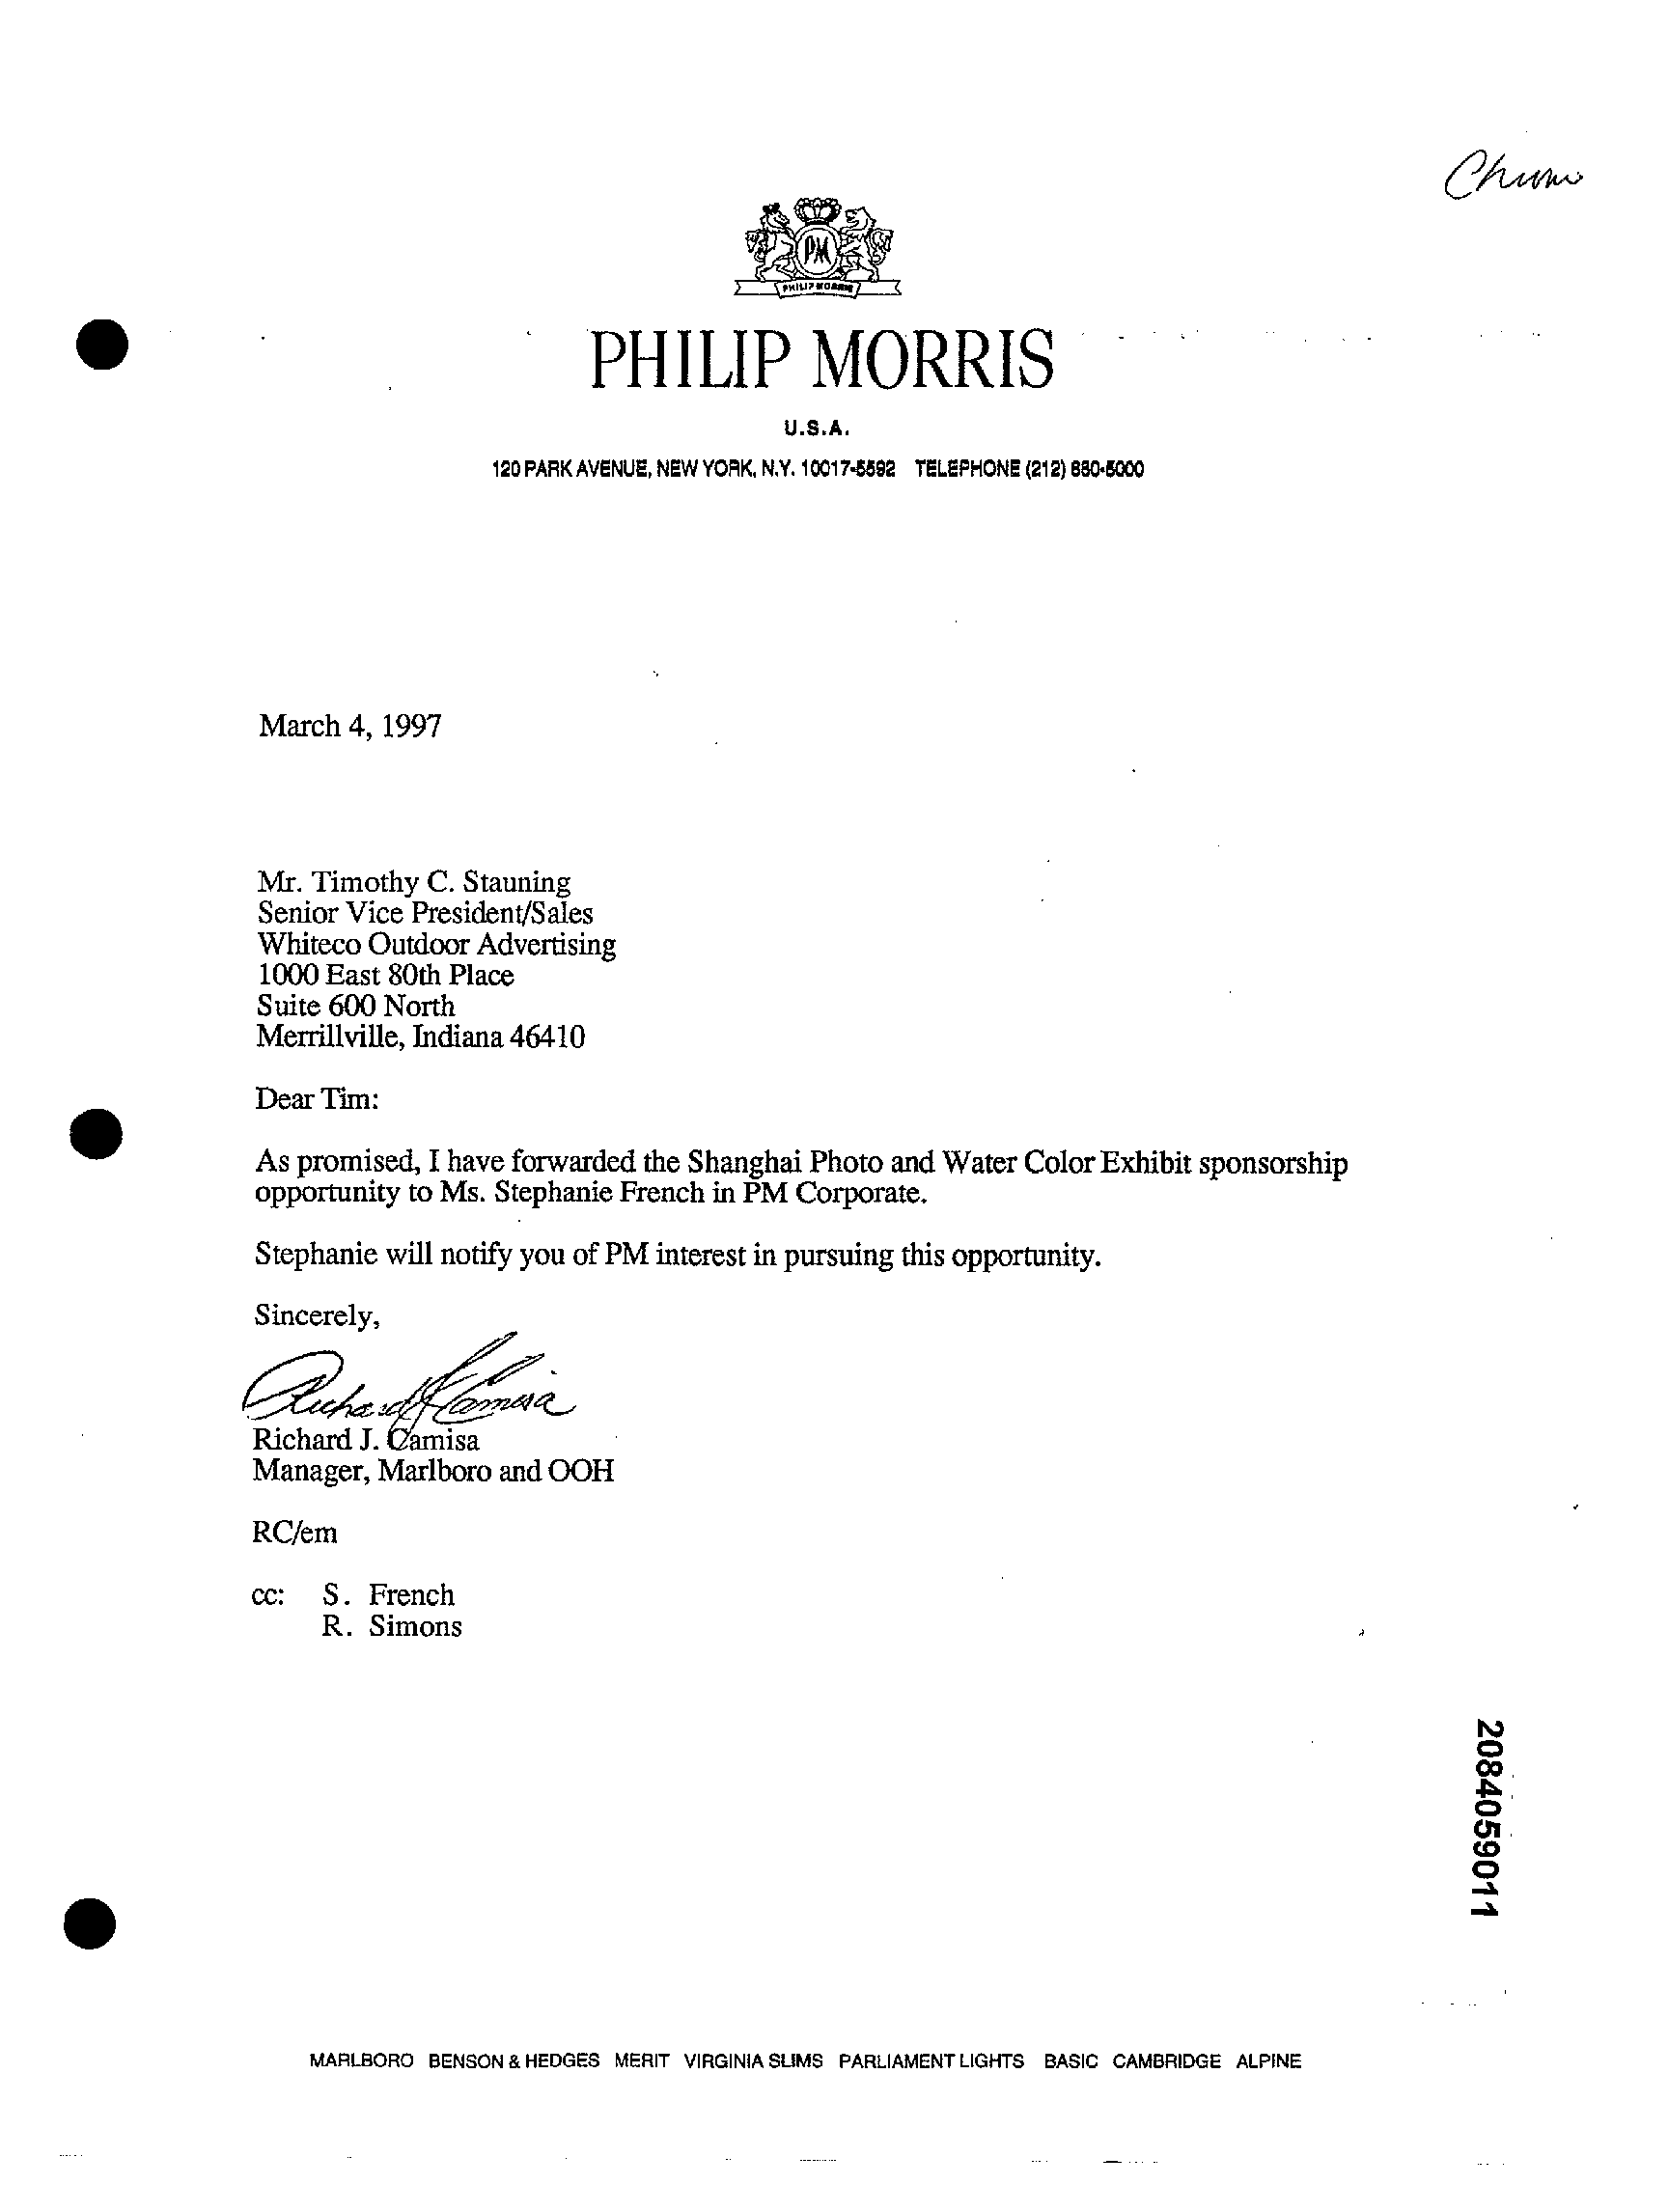 PM
PHILIP MORRIS
PHILIP MORRIS
U.S.A.
120 PARK AVENUE, NEW YORK, N.Y. 10017-5592 TELEPHONE (212) 880-5000
March 4, 1997
Mr. Timothy C. Stauning
Senior Vice President/Sales
Whiteco Outdoor Advertising
1000 East 80th Place
Suite 600 North
Merrillville, Indiana 46410
Dear Tim:
As promised, I have forwarded the Shanghai Photo and Water Color Exhibit sponsorship
opportunity to Ms. Stephanie French in PM Corporate.
Stephanie will notify you of PM interest in pursuing this opportunity.
Sincerely,
Richard J Camisa
Richard J. Camisa
Manager, Marlboro and OOH
RC/em
cc: S. French
R. Simons
2084059011
MARLBORO BENSON & HEDGES MERIT VIRGINIA SLIMS PARLIAMENT LIGHTS BASIC CAMBRIDGE ALPINE